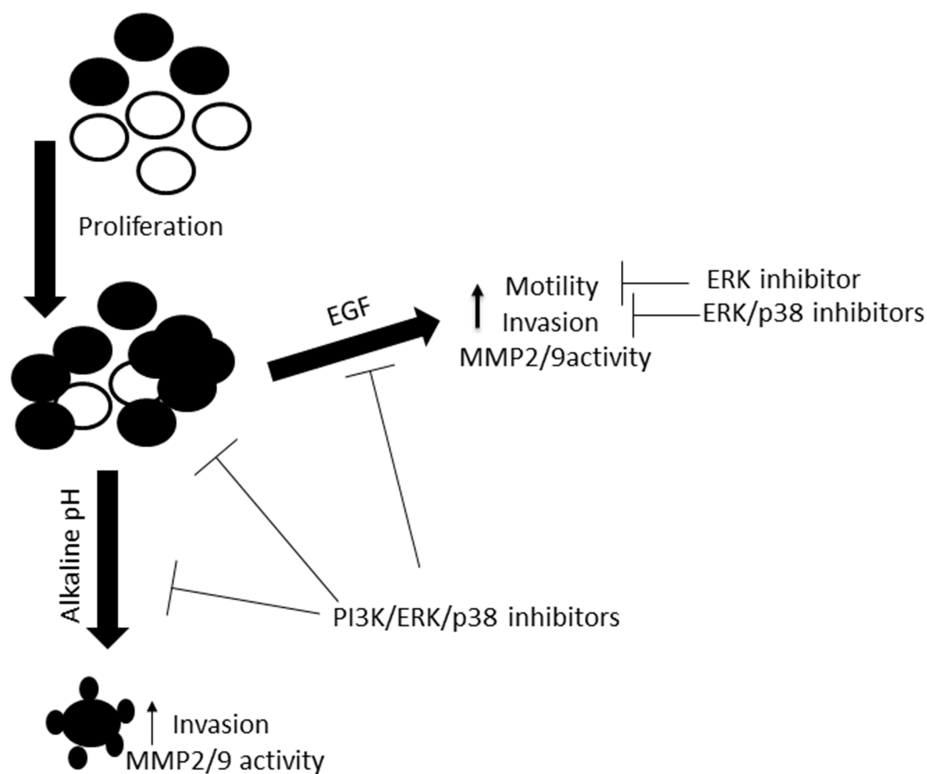 Proliferation
EGF
Motility
Invasion
MMP2/9activity
ERK inhibitor
ERK/p38 inhibitors
Alkaline pH
PI3K/ERK/p38 inhibitors
Invasion
MMP2/9 activity